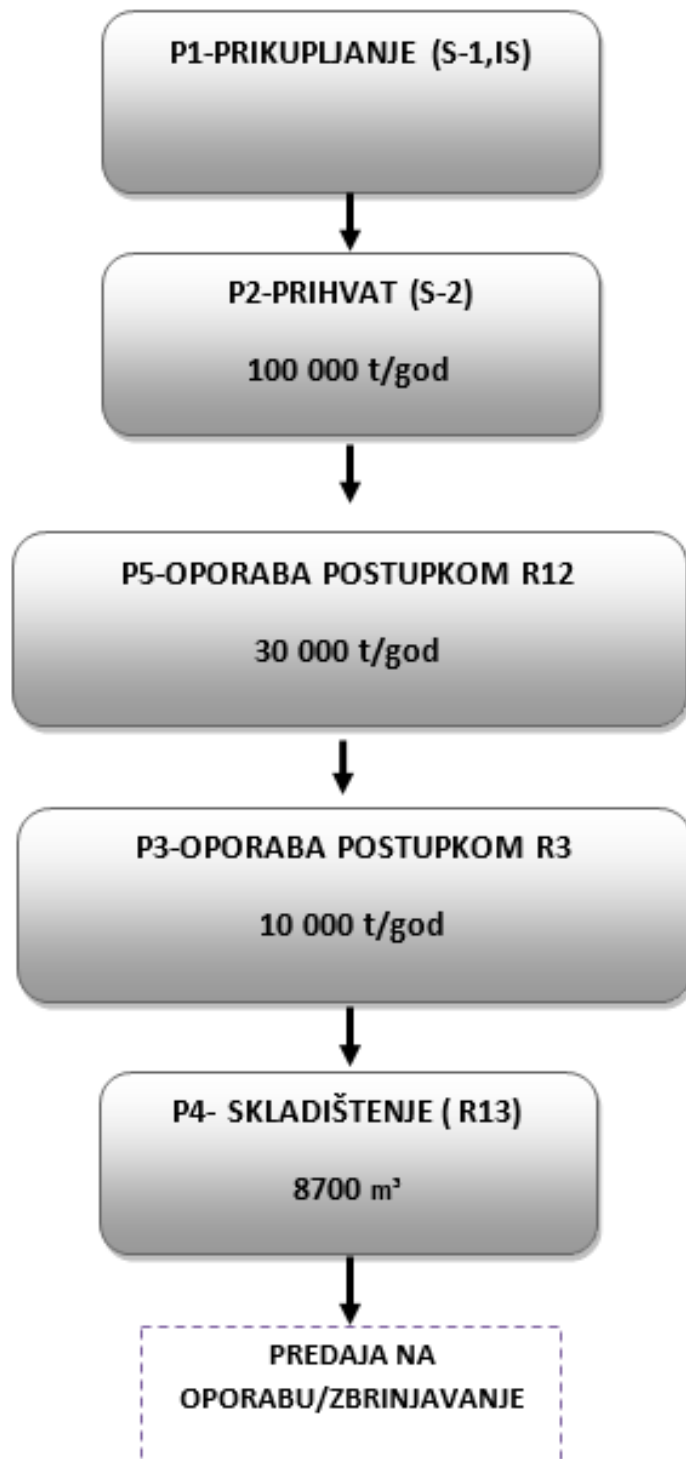 P1-PRIKUPLJANJE (S-1,IS)
P2-PRIHVAT (S-2)
100 000 t/god
P5-OPORABA POSTUPKOM R12
30 000 t/god
P3-OPORABA POSTUPKOM R3
10 000 t/god
P4- SKLADIŠTENJE ( R13)
8700 m³
PREDAJA NA
OPORABU/ZBRINJAVANJE